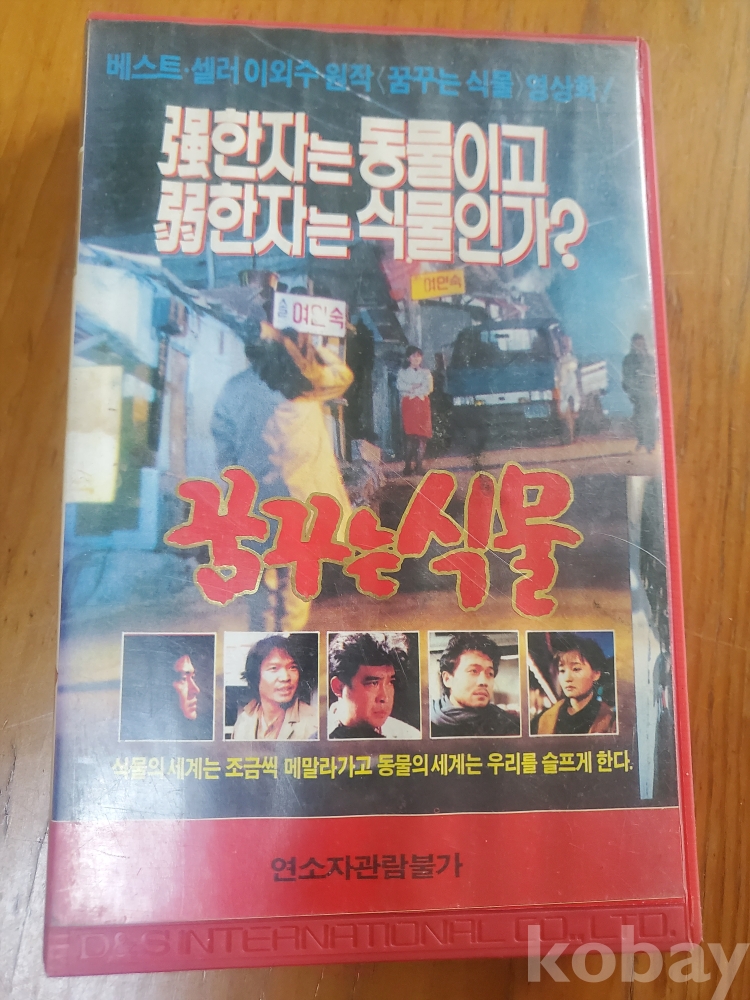 베스트·셀러 이외수 원작 〈꿈꾸는 식물〉 영상화!
强한자는 동물이고
弱한자는 식물인가?
여인숙
여인숙
꿈꾸는 식물
식물의 세계는 조금씩 메말라가고 동물의 세계는 우리를 슬프게 한다.
연소자관람불가
D&S INTERNATIONAL CO., LTD.
kobay